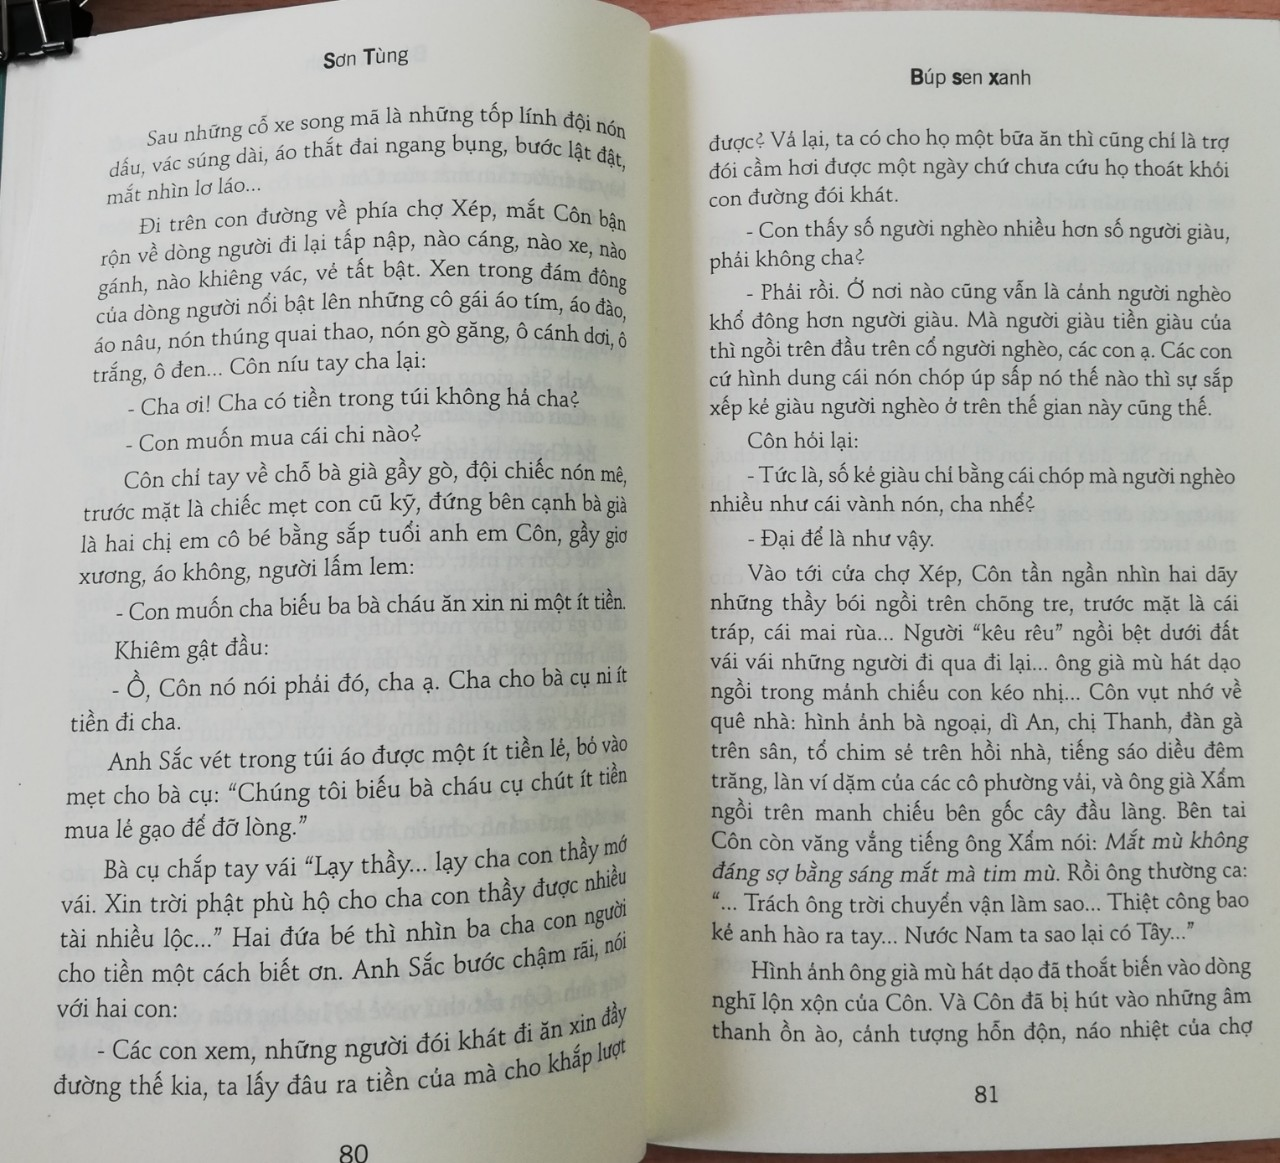 Sơn Tùng
Sau những cỗ xe song mã là những tốp lính đội nón
dấu, vác súng dài, áo thắt đai ngang bụng, bước lật đật,
mắt nhìn lơ láo...
Đi trên con đường về phía chợ Xép, mắt Côn bận
rộn về dòng người đi lại tấp nập, nào cáng, nào xe, nào
gánh, nào khiêng vác, vẻ tất bật. Xen trong đám đông
của dòng người nổi bật lên những cô gái áo tím, áo đào,
áo nâu, nón thúng quai thao, nón gò găng, ô cánh dơi, ô
trắng, ô đen... Côn níu tay cha lại:
- Cha ơi! Cha có tiền trong túi không hả cha?
- Con muốn mua cái chi nào?
Côn chỉ tay về chỗ bà già gầy gò, đội chiếc nón mê,
trước mặt là chiếc mẹt con cũ kỹ, đứng bên cạnh bà già
là hai chị em cô bé bằng sắp tuổi anh em Côn, gầy giơ
xương, áo không, người lấm lem:
- Con muốn cha biếu ba bà cháu ăn xin ni một ít tiền.
Khiêm gật đầu:
- Ồ, Côn nó nói phải đó, cha ạ. Cha cho bà cụ ni ít
tiền đi cha.
Anh Sắc vét trong túi áo được một ít tiền lẻ, bỏ vào
mẹt cho bà cụ: “Chúng tôi biếu bà cháu cụ chút ít tiền
mua lẻ gạo để đỡ lòng.”
Bà cụ chắp tay vái “Lạy thầy... lạy cha con thầy mớ
vái. Xin trời phật phù hộ cho cha con thầy được nhiều
tài nhiều lộc...” Hai đứa bé thì nhìn ba cha con người
cho tiền một cách biết ơn. Anh Sắc bước chậm rãi, nói
với hai con:
- Các con xem, những người đói khát đi ăn xin đầy
đường thế kia, ta lấy đâu ra tiền của mà cho khắp lượt
80
Búp sen xanh
được? Vả lại, ta có cho họ một bữa ăn thì cũng chỉ là trợ
đói cầm hơi được một ngày chứ chưa cứu họ thoát khỏi
con đường đói khát.
- Con thấy số người nghèo nhiều hơn số người giàu,
phải không cha?
- Phải rồi. Ở nơi nào cũng vẫn là cảnh người nghèo
khổ đông hơn người giàu. Mà người giàu tiền giàu của
thì ngồi trên đầu trên cổ người nghèo, các con ạ. Các con
cứ hình dung cái nón chóp úp sấp nó thế nào thì sự sắp
xếp kẻ giàu người nghèo ở trên thế gian này cũng thế.
Côn hỏi lại:
- Tức là, số kẻ giàu chỉ bằng cái chóp mà người nghèo
nhiều như cái vành nón, cha nhể?
- Đại để là như vậy.
Vào tới cửa chợ Xép, Côn tần ngần nhìn hai dãy
những thầy bói ngồi trên chõng tre, trước mặt là cái
tráp, cái mai rùa... Người “kêu rêu” ngồi bệt dưới đất
vái vái những người đi qua đi lại... ông già mù hát dạo
ngồi trong mảnh chiếu con kéo nhị... Côn vụt nhớ về
quê nhà: hình ảnh bà ngoại, dì An, chị Thanh, đàn gà
trên sân, tổ chim sẻ trên hồi nhà, tiếng sáo diều đêm
trăng, làn ví dặm của các cô phường vải, và ông già Xẩm
ngồi trên manh chiếu bên gốc cây đầu làng. Bên tai
Côn còn văng vẳng tiếng ông Xẩm nói: Mắt mù không
đáng sợ bằng sáng mắt mà tim mù. Rồi ông thường ca:
“... Trách ông trời chuyển vận làm sao... Thiệt công bao
kẻ anh hào ra tay... Nước Nam ta sao lại có Tây...”
Hình ảnh ông già mù hát dạo đã thoắt biến vào dòng
nghĩ lộn xộn của Côn. Và Côn đã bị hút vào những âm
thanh ồn ào, cảnh tượng hỗn độn, náo nhiệt của chợ
81